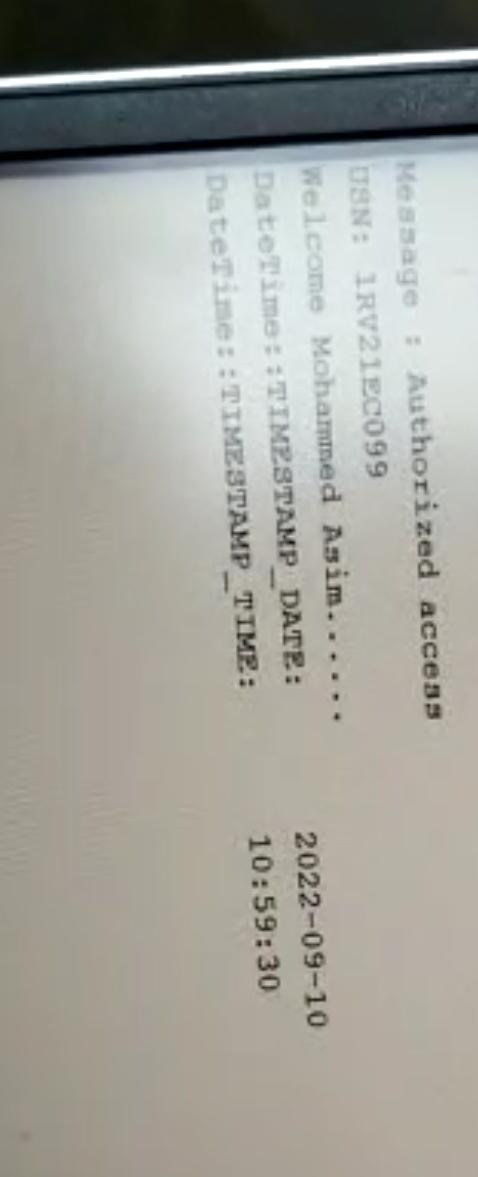 Message : Authorized access
USN: 1RV21EC099
Welcome Mohammed Asim......
DateTime::TIMESTAMP_DATE: 2022-09-10
DateTime::TIMESTAMP_TIME: 10:59:30